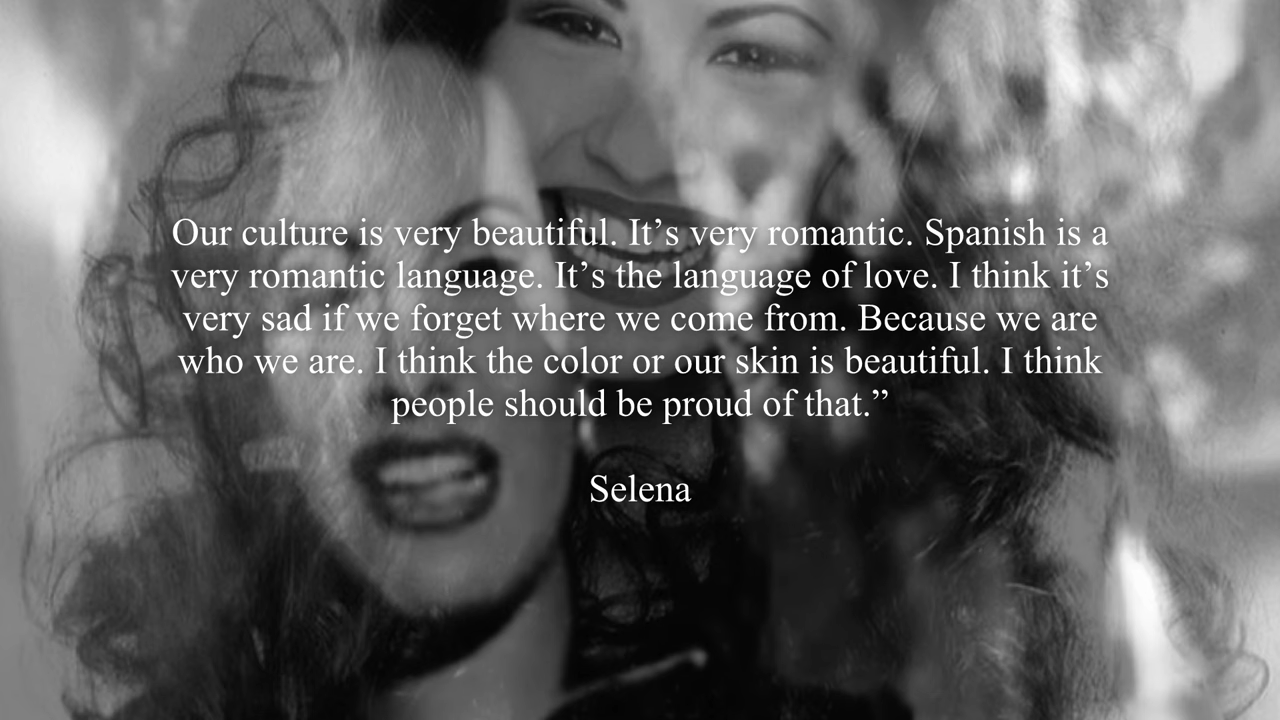 Our culture is very beautiful. It’s very romantic. Spanish is a
very romantic language. It’s the language of love. I think it’s
very sad if we forget where we come from. Because we are
who we are. I think the color or our skin is beautiful. I think
people should be proud of that.”
Selena